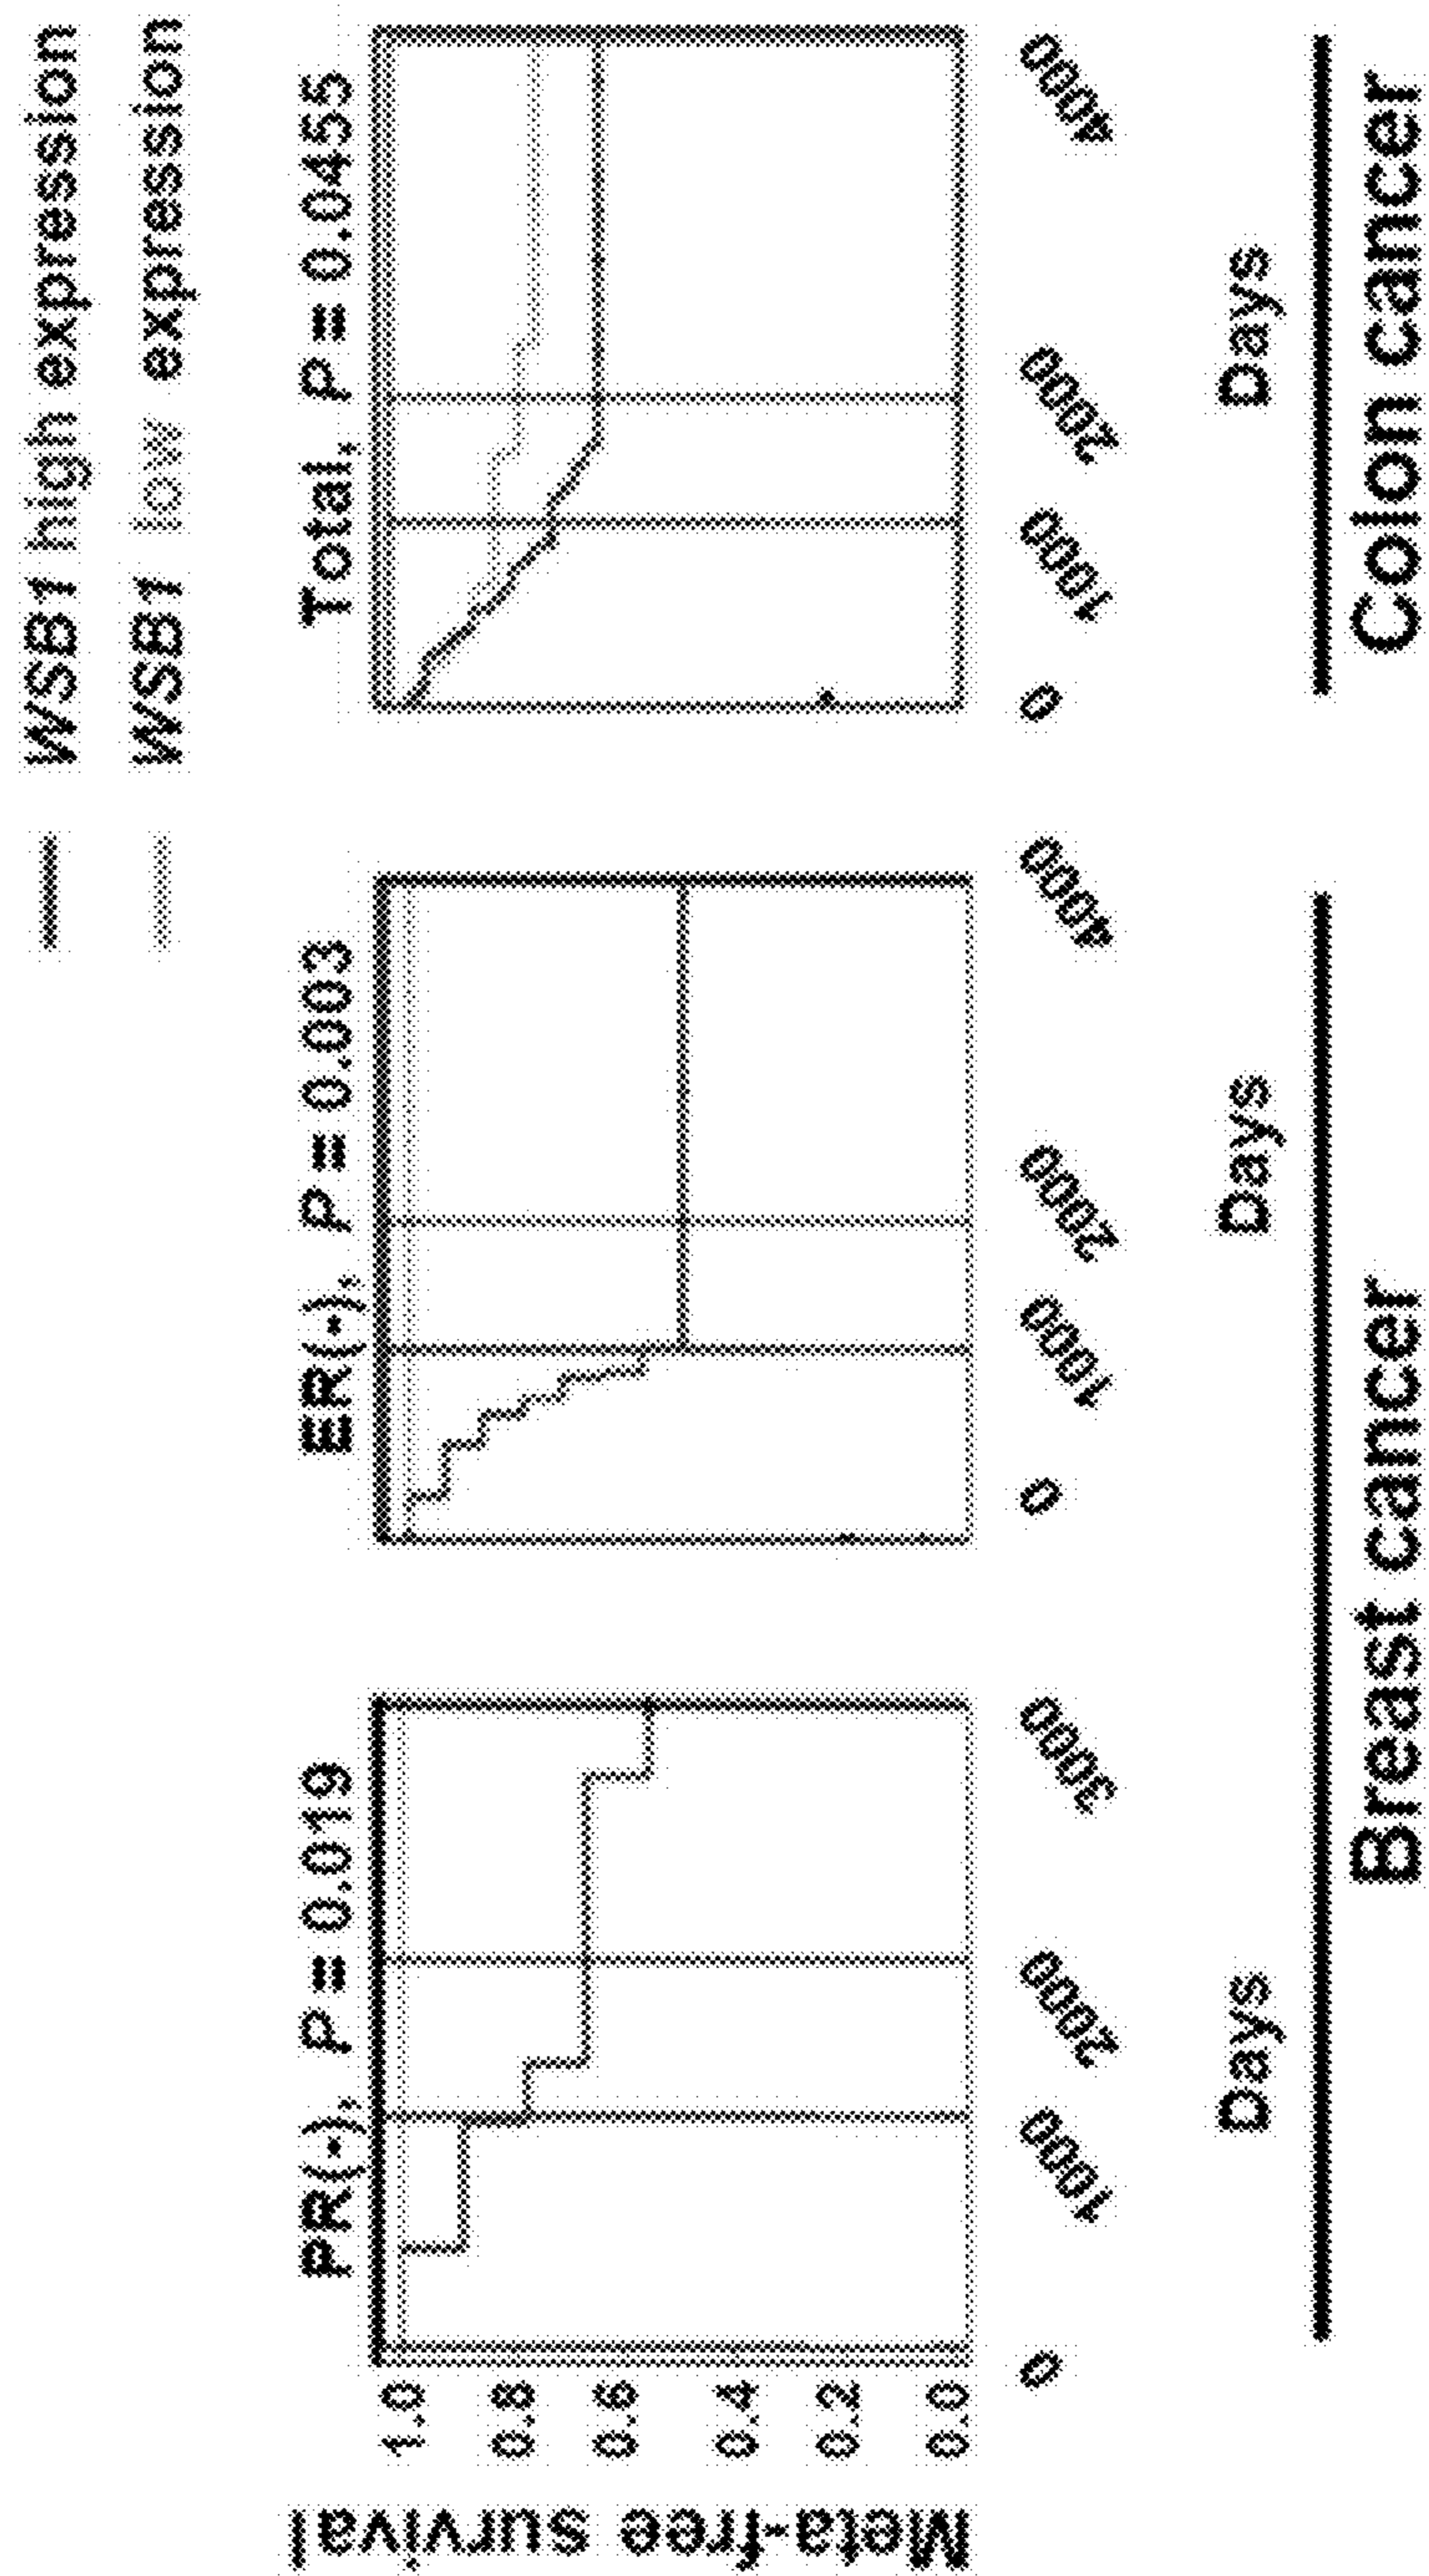 WSB1 high expression
WSB1 low expression
PR(-), P = 0.019
ER(-), P = 0.003
Total, P = 0.0455
Meta-free survival
1.0
0.8
0.6
0.4
0.2
0.0
0 1000 2000 3000
0 1000 2000 4000
0 1000 2000 4000
Days
Days
Days
Breast cancer
Colon cancer